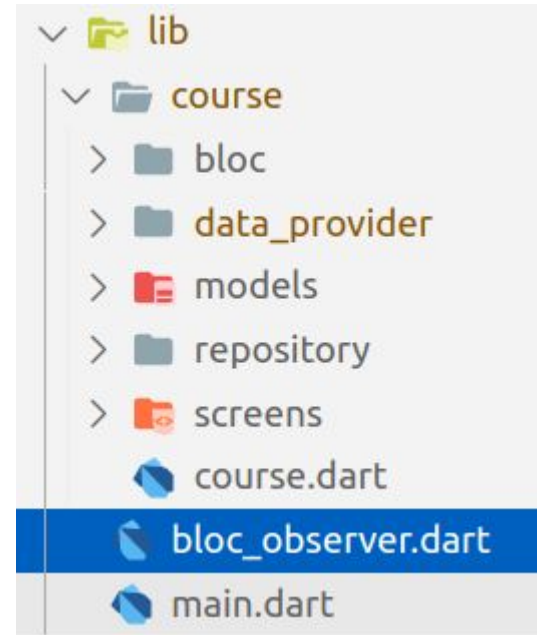 lib
course
bloc
data_provider
models
repository
screens
course.dart
bloc_observer.dart
main.dart